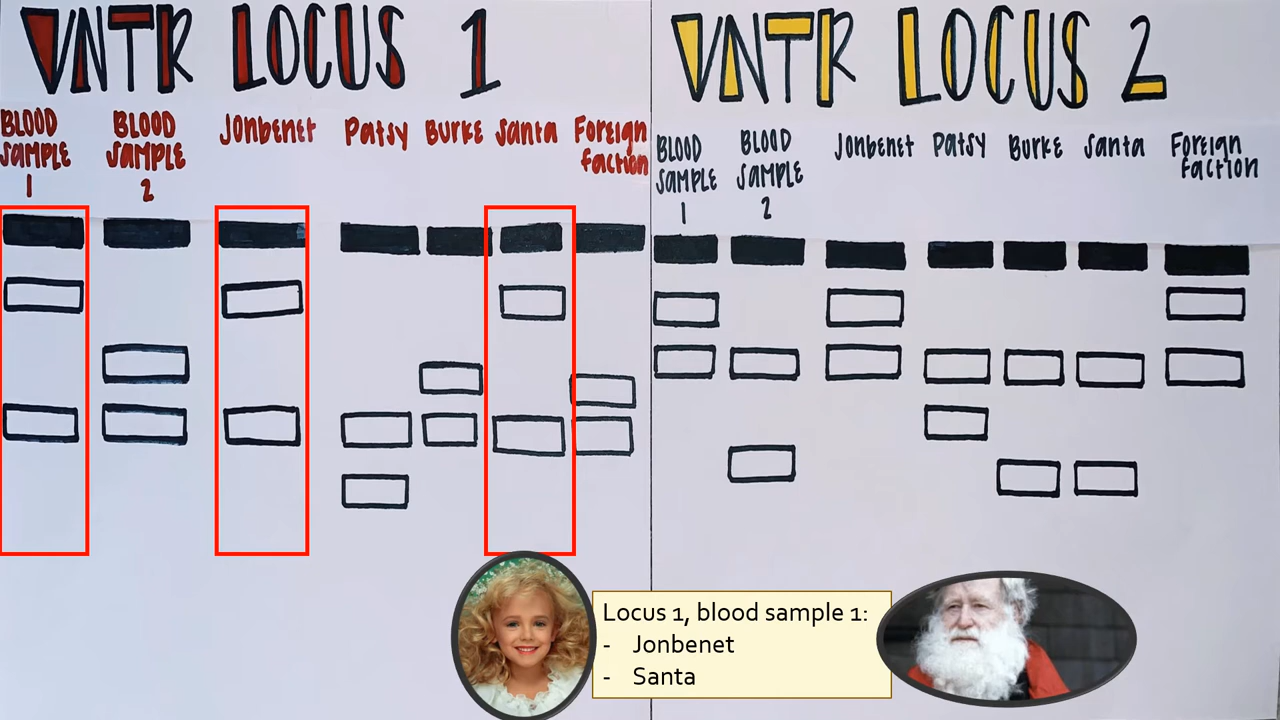 VNTR LOCUS 1
BLOOD SAMPLE 1
BLOOD SAMPLE 2
Jonbenet
Patsy
Burke
Santa
Foreign faction
VNTR LOCUS 2
BLOOD SAMPLE 1
BLOOD SAMPLE 2
Jonbenet
Patsy
Burke
Santa
Foreign faction
Locus 1, blood sample 1:
- Jonbenet
- Santa